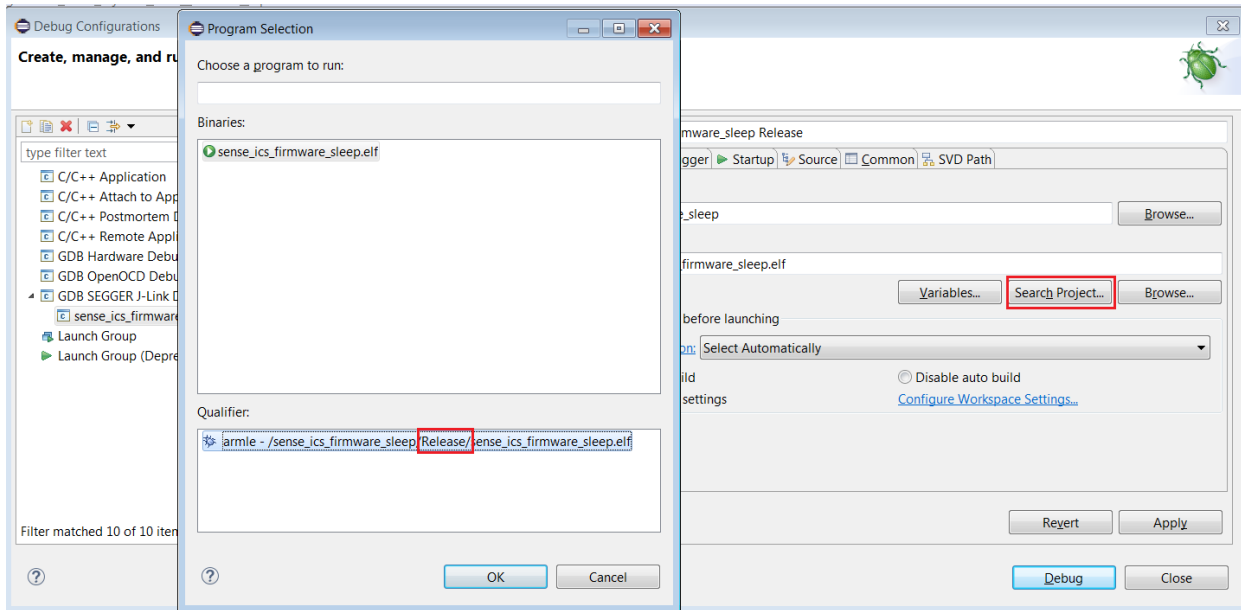 Debug Configurations
Create, manage, and ru
type filter text
C/C++ Application
C/C++ Attach to App
C/C++ Postmortem D
C/C++ Remote Appli
GDB Hardware Debu
GDB OpenOCD Debu
GDB SEGGER J-Link D
sense_ics_firmware
Launch Group
Launch Group (Depre
Filter matched 10 of 10 iten
Program Selection
Choose a program to run:
Binaries:
sense_ics_firmware_sleep.elf
Qualifier:
armle - /sense_ics_firmware_sleep/Release/sense_ics_firmware_sleep.elf
OK
Cancel
mware_sleep Release
gger
Startup
Source
Common
SVD Path
_sleep
Browse...
firmware_sleep.elf
Variables...
Search Project...
Browse...
before launching
on:
Select Automatically
ild
Disable auto build
settings
Configure Workspace Settings...
Revert
Apply
Debug
Close